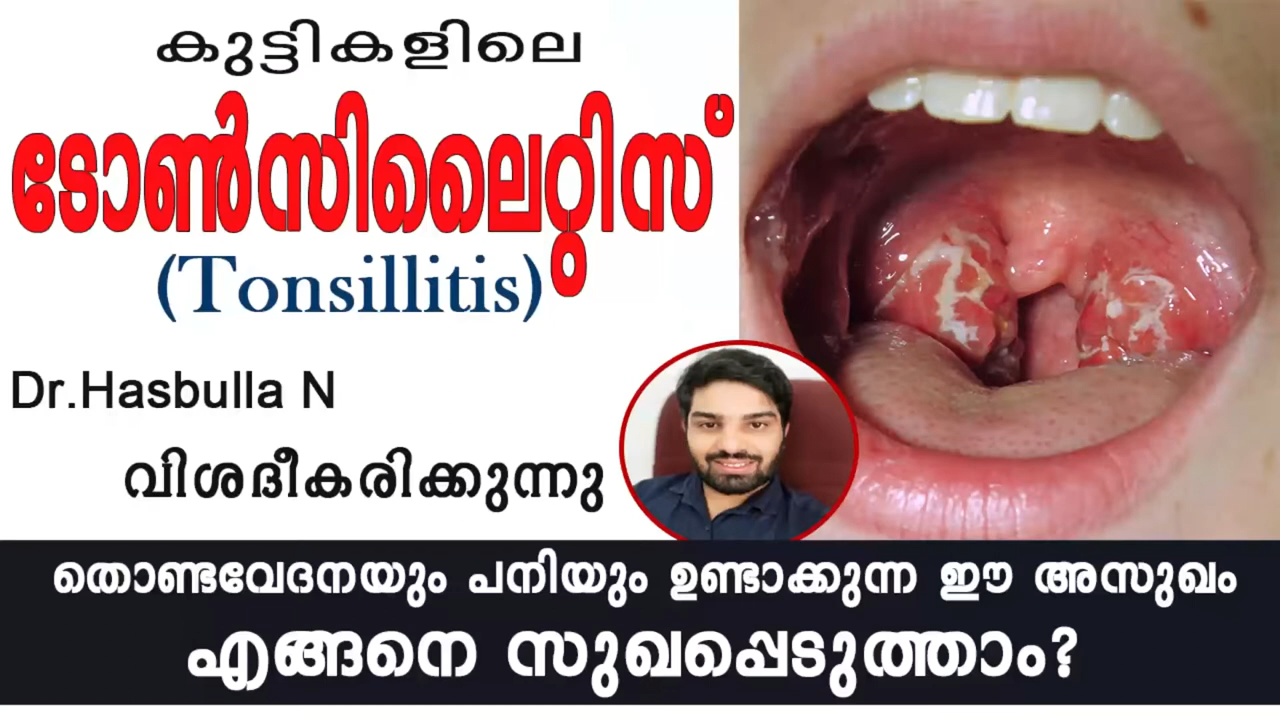 കുട്ടികളിലെ
ടോൺസിലൈറ്റിസ്
(Tonsillitis)
Dr.Hasbulla N
വിശദീകരിക്കുന്നു
തൊണ്ടവേദനയും പനിയും ഉണ്ടാക്കുന്ന ഈ അസുഖം
എങ്ങനെ സുഖപ്പെടുത്താം?